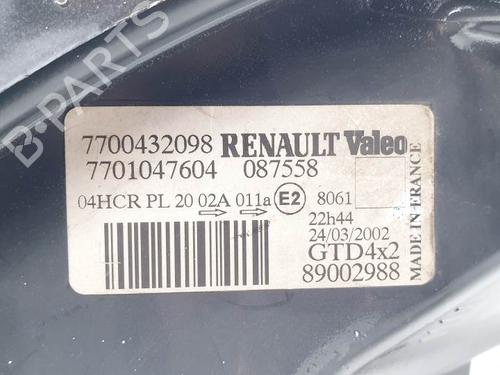 B-PARTS
7700432098 RENAULT Valeo
7701047604 087558
04HCR PL 20 02A 011a E2 8061
22h44
24/03/2002
GTD4x2
89002988
MADE IN FRANCE